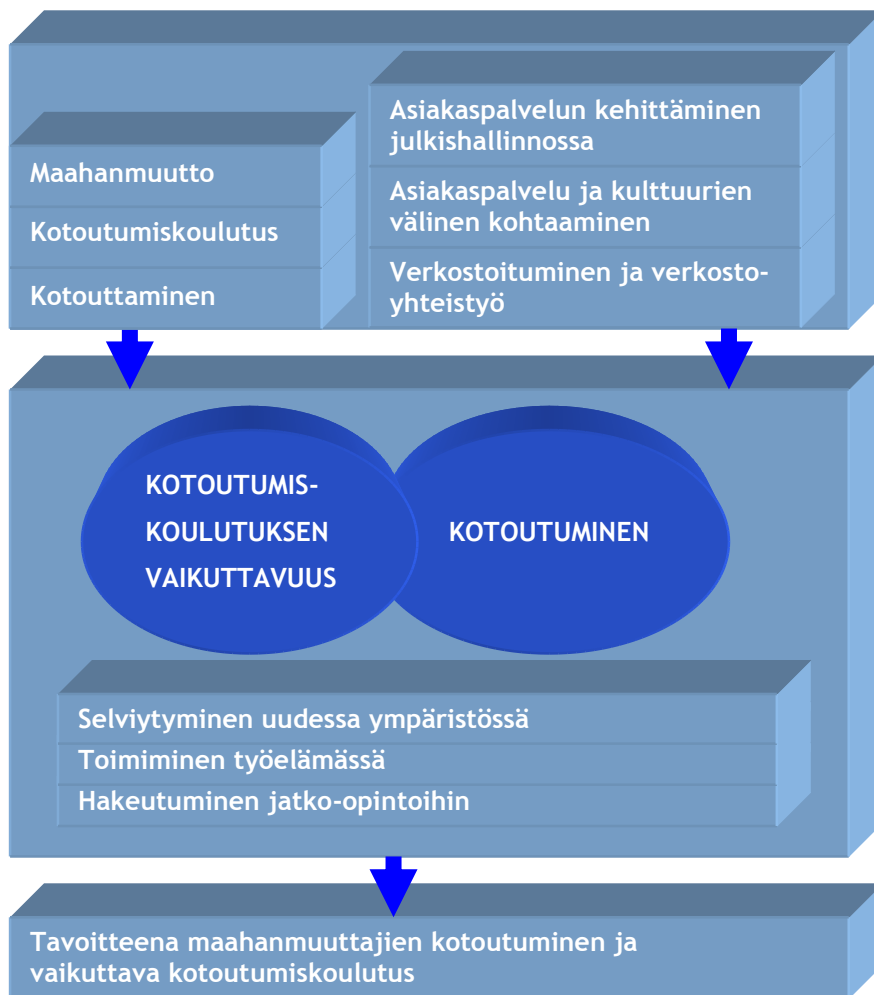 Maahanmuutto
Kotoutumiskoulutus
Kotouttaminen
Asiakaspalvelun kehittäminen
julkishallinnossa
Asiakaspalvelu ja kulttuurien
välinen kohtaaminen
Verkostoituminen ja verkosto-
yhteistyö
KOTOUTUMIS-
KOULUTUKSEN
VAIKUTTAVUUS
KOTOUTUMINEN
Selviytyminen uudessa ympäristössä
Toimiminen työelämässä
Hakeutuminen jatko-opintoihin
Tavoitteena maahanmuuttajien kotoutuminen ja
vaikuttava kotoutumiskoulutus